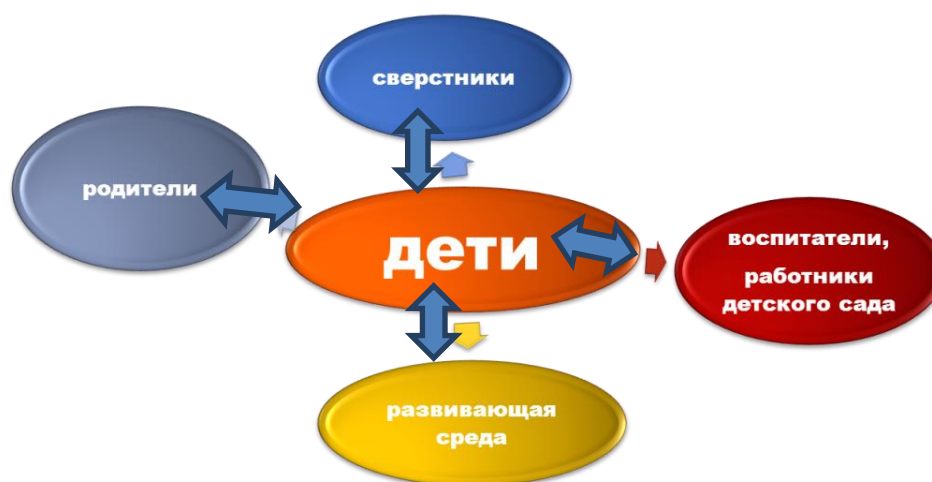 сверстники
родители
дети
воспитатели,
работники
детского сада
развивающая
среда